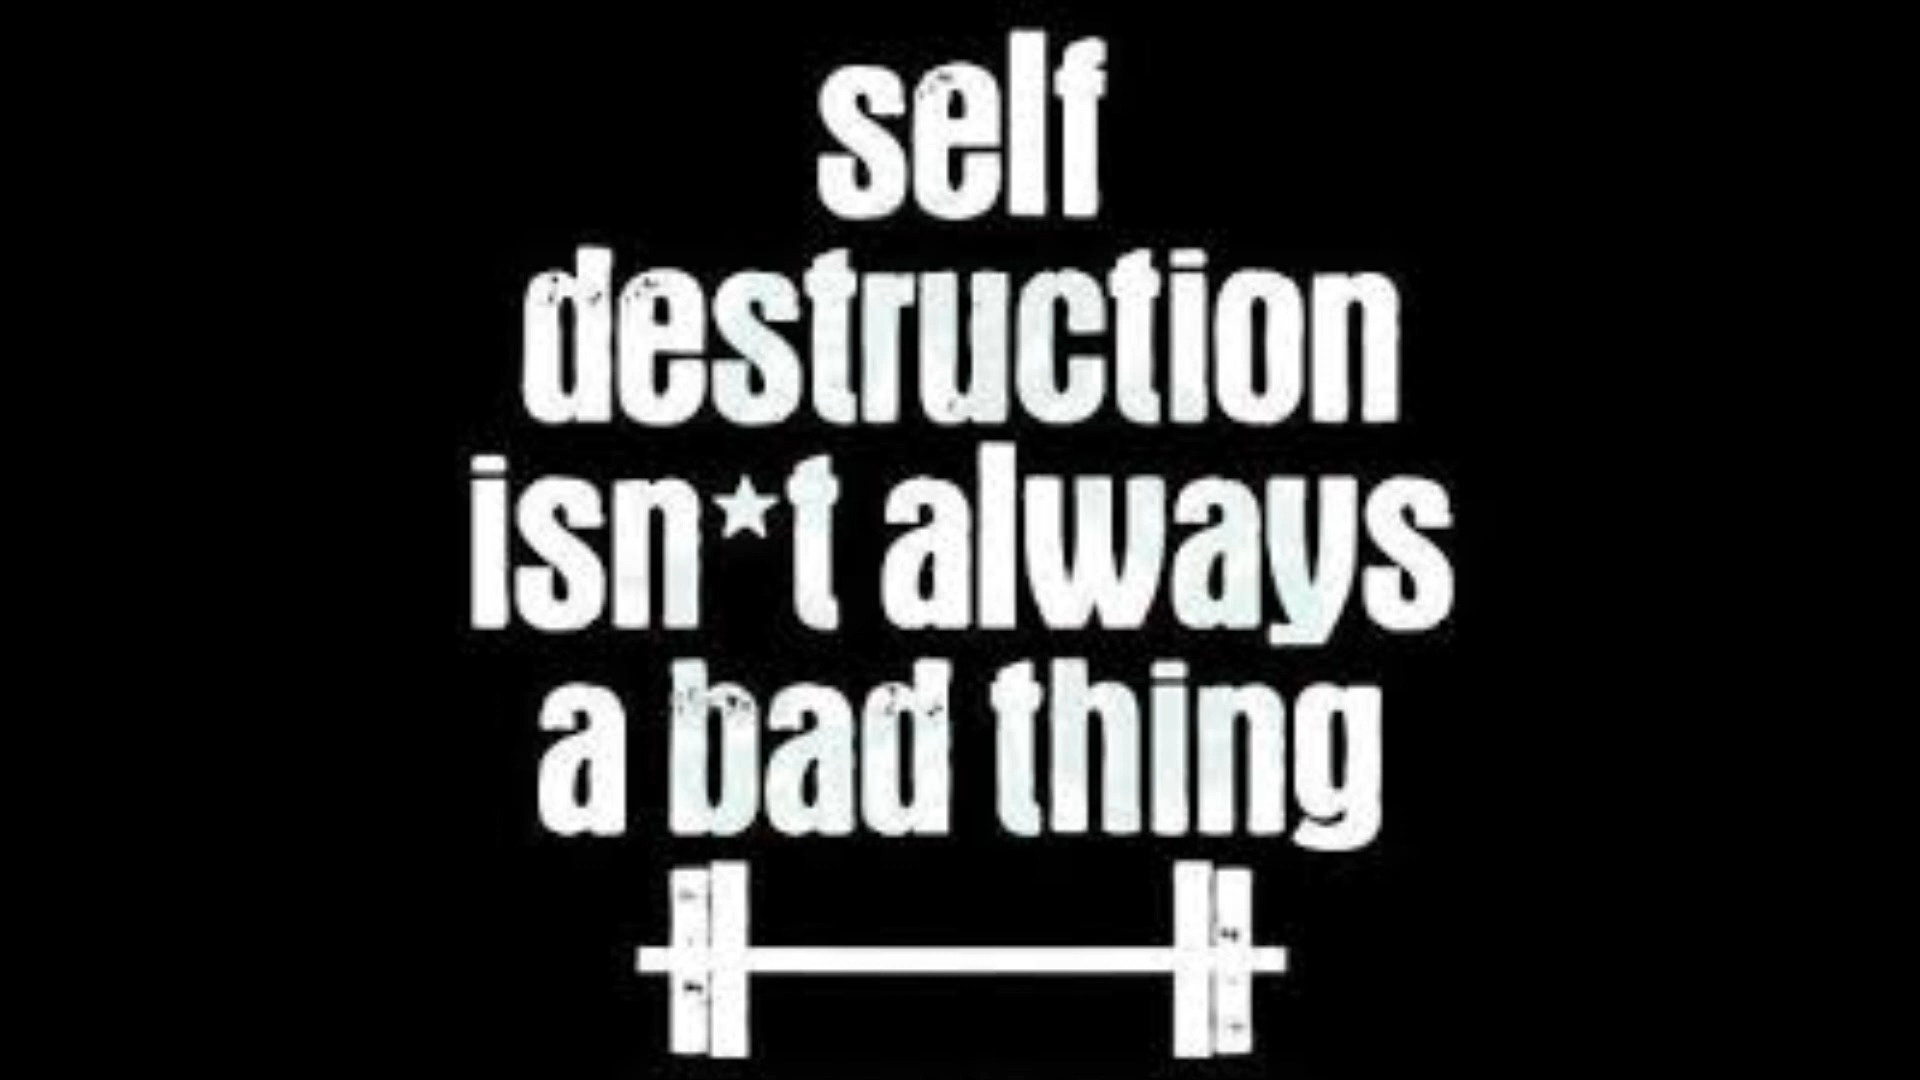 self
destruction
isn★t always
a bad thing